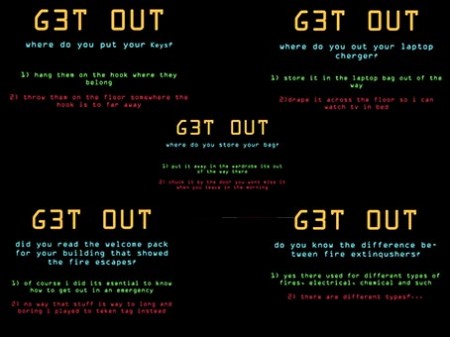 G3T OUT
where do you put your Keys?
1) hang them on the hook where they
belong
2) throw them on the floor somewhere the
hook is to far away
G3T OUT
where do you out your laptop
cherger?
1) store it in the laptop bag out of the
way
2)drape it across the floor so i can
watch tv in bed
G3T OUT
where do you store your bag?
1) put it away in the wardrobe its out
of the way there
2) chuck it by the door you wont miss it
when you leave in the morning
G3T OUT
did you read the welcome pack
for your building that showed
the fire escapes?
1) of course i did its esential to know
how to get out in an emergency
2) no way that stuff is way to long and
boring i played to taken tag instead
G3T OUT
do you know the difference be-
tween fire extinqushers?
1) yes there used for different types of
fires. electrical. chemical and such
2) there are different types?...